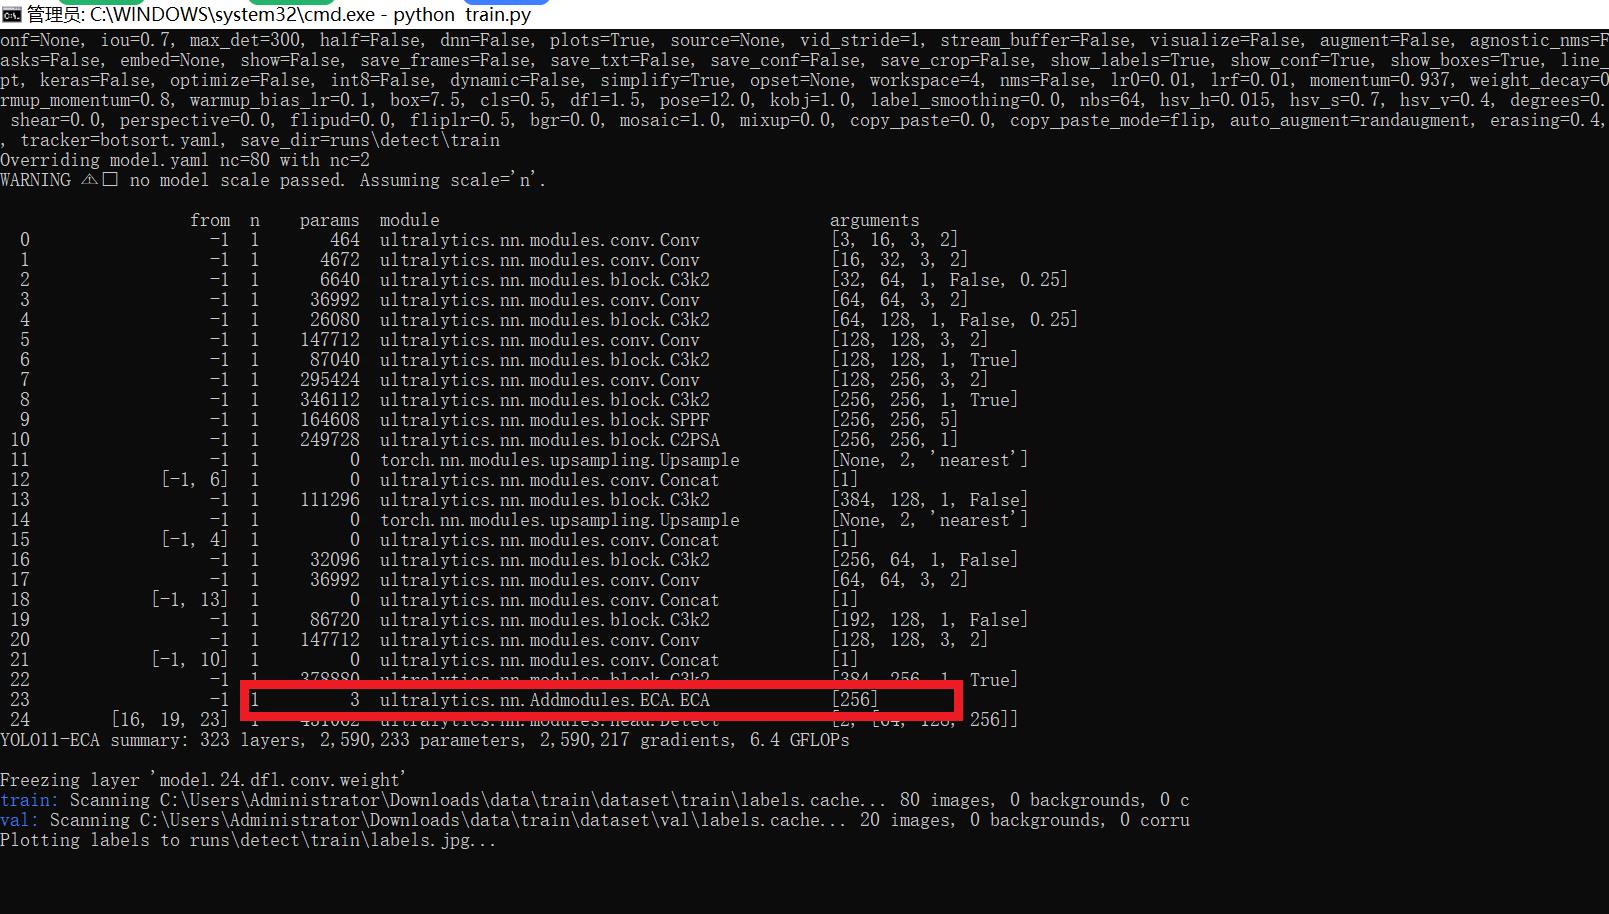 管理员: C:\WINDOWS\system32\cmd.exe - python train.py
onf=None, iou=0.7, max_det=300, half=False, dnn=False, plots=True, source=None, vid_stride=1, stream_buffer=False, visualize=False, augment=False, agnostic_nms=F
asks=False, embed=None, show=False, save_frames=False, save_txt=False, save_conf=False, save_crop=False, show_labels=True, show_conf=True, show_boxes=True, line_
pt, keras=False, optimize=False, int8=False, dynamic=False, simplify=True, opset=None, workspace=4, nms=False, lr0=0.01, lrf=0.01, momentum=0.937, weight_decay=0
rmup_momentum=0.8, warmup_bias_lr=0.1, box=7.5, cls=0.5, dfl=1.5, pose=12.0, kobj=1.0, label_smoothing=0.0, nbs=64, hsv_h=0.015, hsv_s=0.7, hsv_v=0.4, degrees=0.
shear=0.0, perspective=0.0, flipud=0.0, fliplr=0.5, bgr=0.0, mosaic=1.0, mixup=0.0, copy_paste=0.0, copy_paste_mode=flip, auto_augment=randaugment, erasing=0.4,
, tracker=botsort.yaml, save_dir=runs\detect\train
Overriding model.yaml nc=80 with nc=2
WARNING ⚠□ no model scale passed. Assuming scale='n'.
from n params module arguments
0 -1 1 464 ultralytics.nn.modules.conv.Conv [3, 16, 3, 2]
1 -1 1 4672 ultralytics.nn.modules.conv.Conv [16, 32, 3, 2]
2 -1 1 6640 ultralytics.nn.modules.block.C3k2 [32, 64, 1, False, 0.25]
3 -1 1 36992 ultralytics.nn.modules.conv.Conv [64, 64, 3, 2]
4 -1 1 26080 ultralytics.nn.modules.block.C3k2 [64, 128, 1, False, 0.25]
5 -1 1 147712 ultralytics.nn.modules.conv.Conv [128, 128, 3, 2]
6 -1 1 87040 ultralytics.nn.modules.block.C3k2 [128, 128, 1, True]
7 -1 1 295424 ultralytics.nn.modules.conv.Conv [128, 256, 3, 2]
8 -1 1 346112 ultralytics.nn.modules.block.C3k2 [256, 256, 1, True]
9 -1 1 164608 ultralytics.nn.modules.block.SPPF [256, 256, 5]
10 -1 1 249728 ultralytics.nn.modules.block.C2PSA [256, 256, 1]
11 -1 1 0 torch.nn.modules.upsampling.Upsample [None, 2, 'nearest']
12 [-1, 6] 1 0 ultralytics.nn.modules.conv.Concat [1]
13 -1 1 111296 ultralytics.nn.modules.block.C3k2 [384, 128, 1, False]
14 -1 1 0 torch.nn.modules.upsampling.Upsample [None, 2, 'nearest']
15 [-1, 4] 1 0 ultralytics.nn.modules.conv.Concat [1]
16 -1 1 32096 ultralytics.nn.modules.block.C3k2 [256, 64, 1, False]
17 -1 1 36992 ultralytics.nn.modules.conv.Conv [64, 64, 3, 2]
18 [-1, 13] 1 0 ultralytics.nn.modules.conv.Concat [1]
19 -1 1 86720 ultralytics.nn.modules.block.C3k2 [192, 128, 1, False]
20 -1 1 147712 ultralytics.nn.modules.conv.Conv [128, 128, 3, 2]
21 [-1, 10] 1 0 ultralytics.nn.modules.conv.Concat [1]
22 -1 1 378880 ultralytics.nn.modules.block.C3k2 [384, 256, 1, True]
23 -1 1 3 ultralytics.nn.Addmodules.ECA.ECA [256]
24 [16, 19, 23] 1 431062 ultralytics.nn.modules.head.Detect [2, [64, 128, 256]]
YOLO11-ECA summary: 323 layers, 2,590,233 parameters, 2,590,217 gradients, 6.4 GFLOPs
Freezing layer 'model.24.dfl.conv.weight'
train: Scanning C:\Users\Administrator\Downloads\data\train\dataset\train\labels.cache... 80 images, 0 backgrounds, 0 c
val: Scanning C:\Users\Administrator\Downloads\data\train\dataset\val\labels.cache... 20 images, 0 backgrounds, 0 corru
Plotting labels to runs\detect\train\labels.jpg...